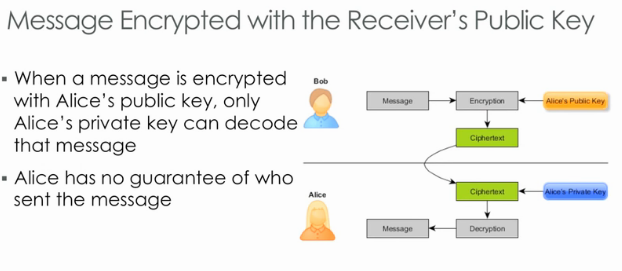 Message Encrypted with the Receiver's Public Key
▪ When a message is encrypted
with Alice's public key, only
Alice's private key can decode
that message
▪ Alice has no guarantee of who
sent the message
Bob
Message
Encryption
Alice's Public Key
Ciphertext
Alice
Ciphertext
Alice's Private Key
Message
Decryption